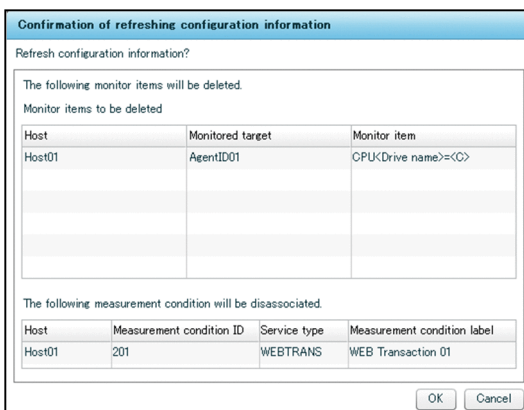 Confirmation of refreshing configuration information
Refresh configuration information?
The following monitor items will be deleted.
Monitor items to be deleted
Host Monitored target Monitor item
Host01 AgentID01 CPU<Drive name>=<C>
The following measurement condition will be disassociated.
Host Measurement condition ID Service type Measurement condition label
Host01 201 WEBTRANS WEB Transaction 01
OK Cancel